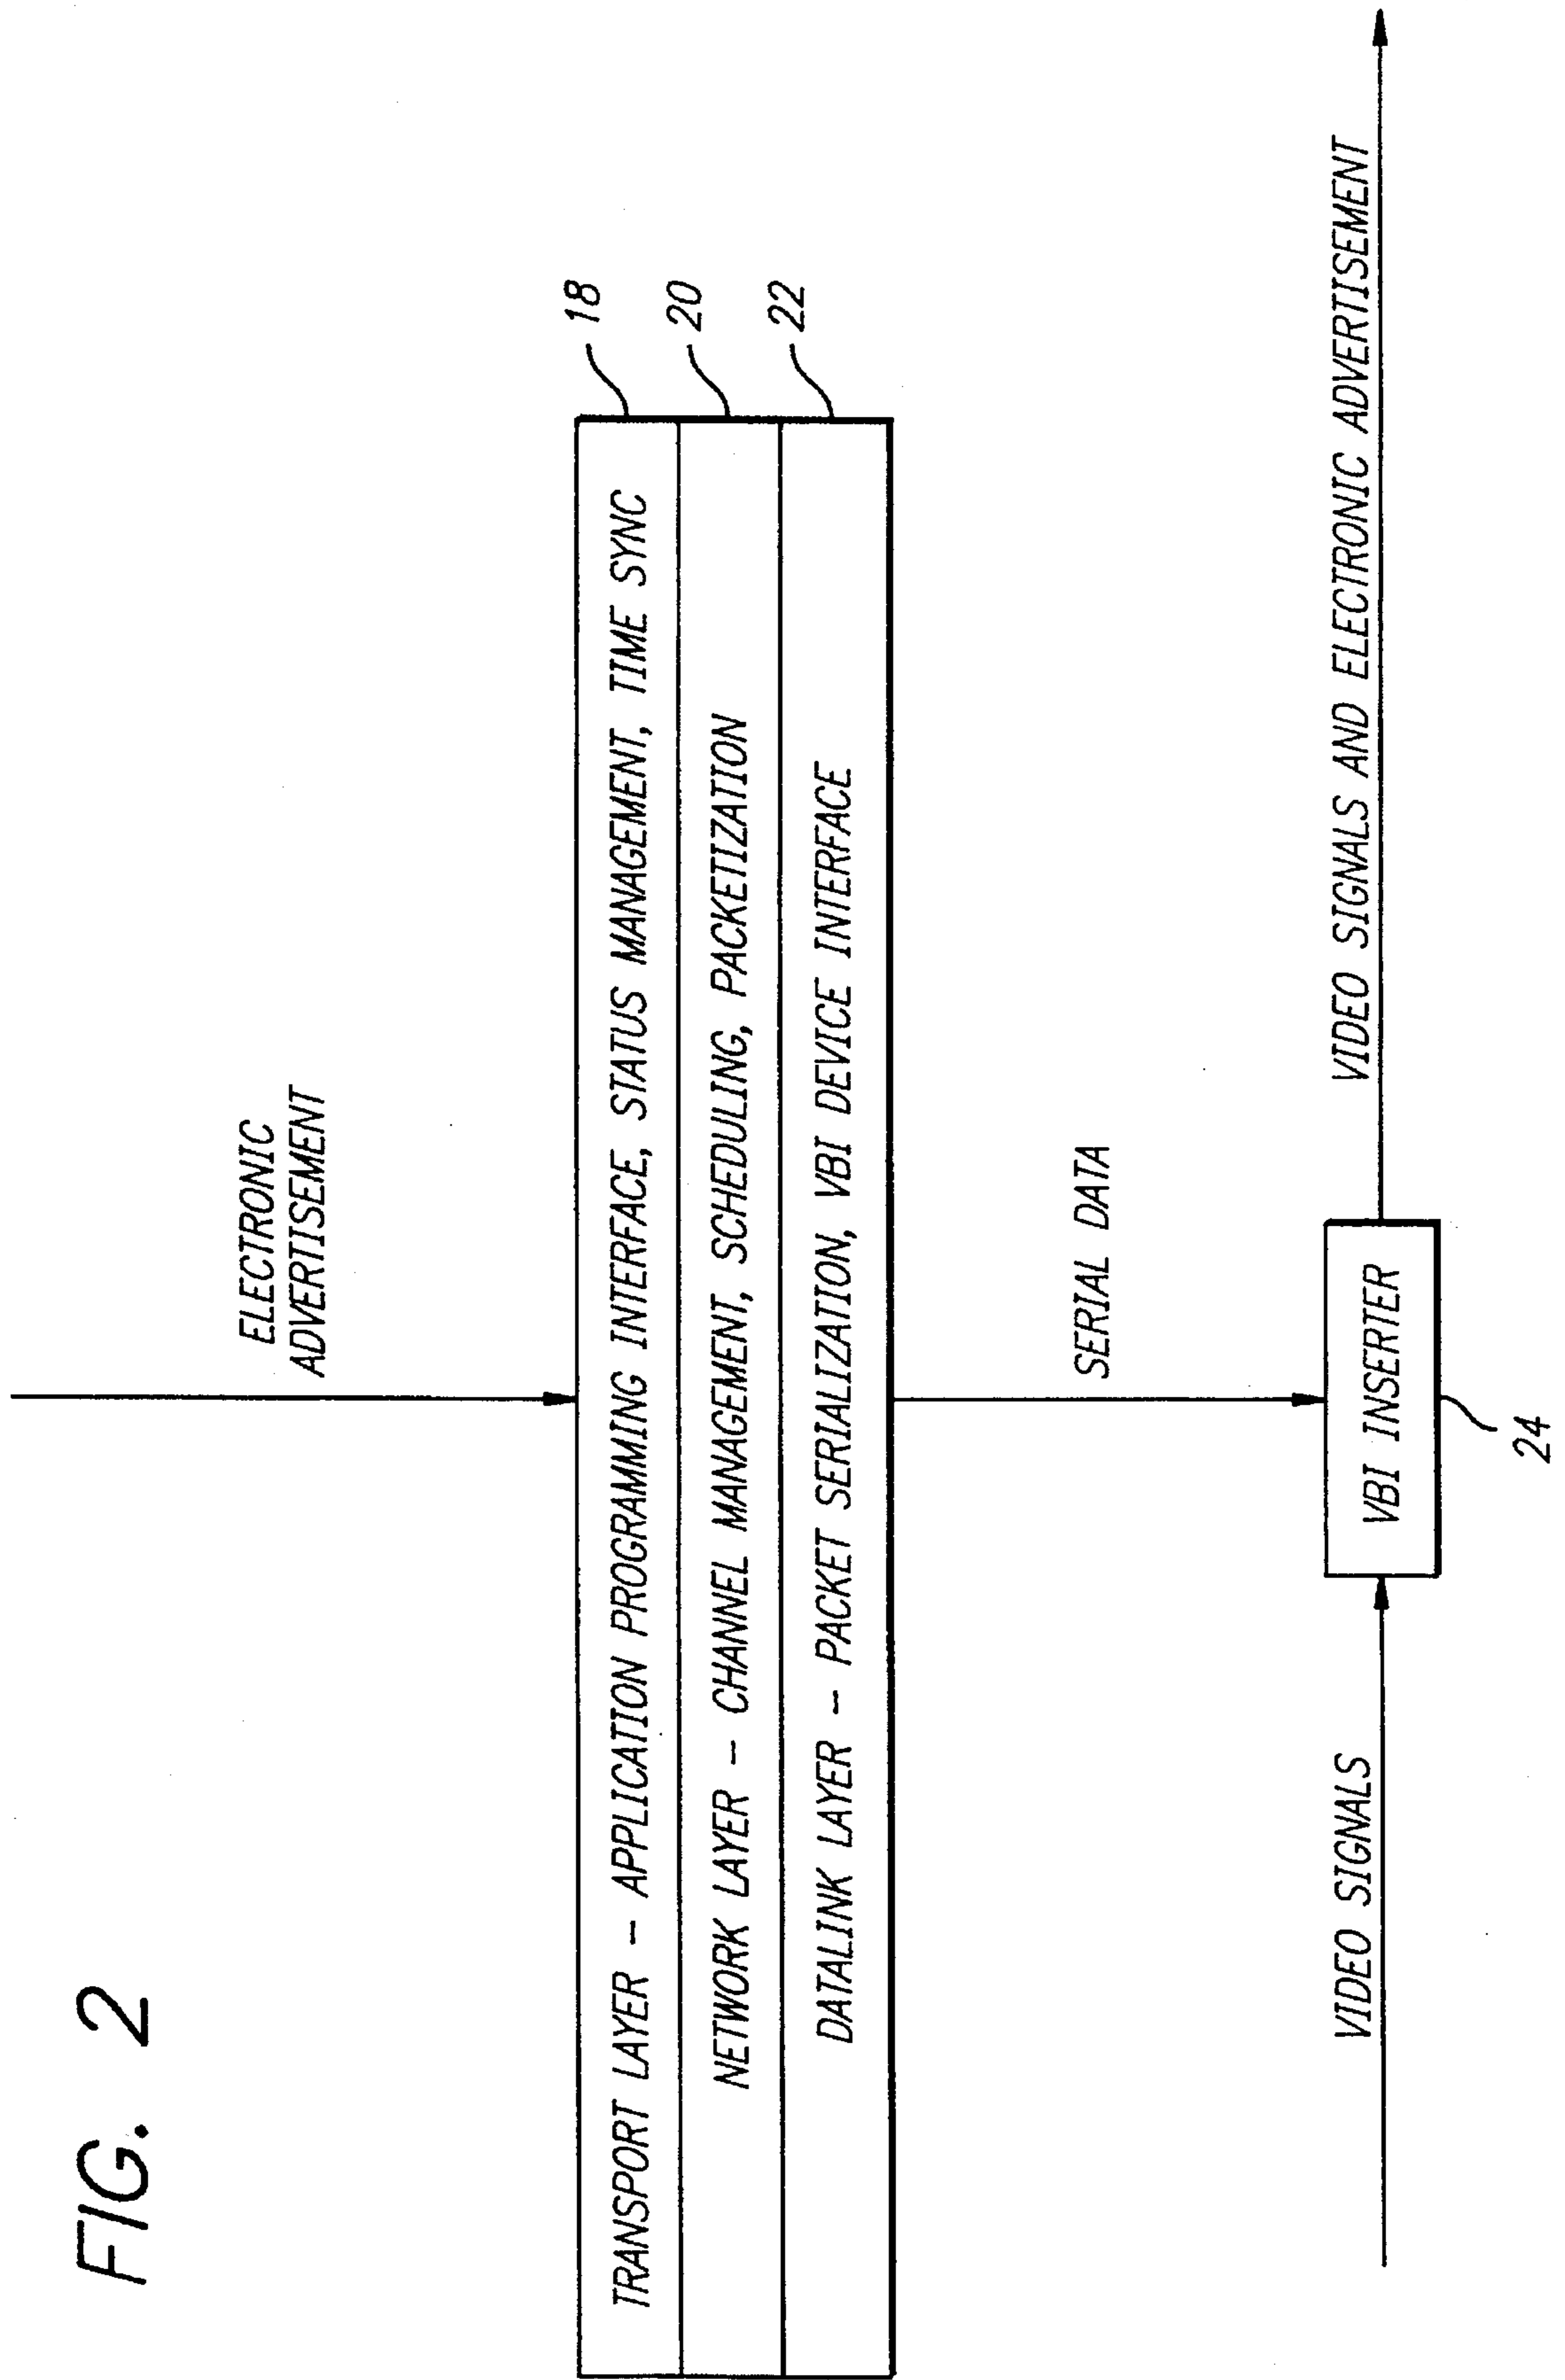 FIG. 2
ELECTRONIC
ADVERTISEMENT
18
TRANSPORT LAYER – APPLICATION PROGRAMMING INTERFACE, STATUS MANAGEMENT, TIME SYNC
20
NETWORK LAYER – CHANNEL MANAGEMENT, SCHEDULING, PACKETIZATION
22
DATALINK LAYER – PACKET SERIALIZATION, VBI DEVICE INTERFACE
SERIAL DATA
VIDEO SIGNALS
VBI INSERTER
VIDEO SIGNALS AND ELECTRONIC ADVERTISEMENT
24